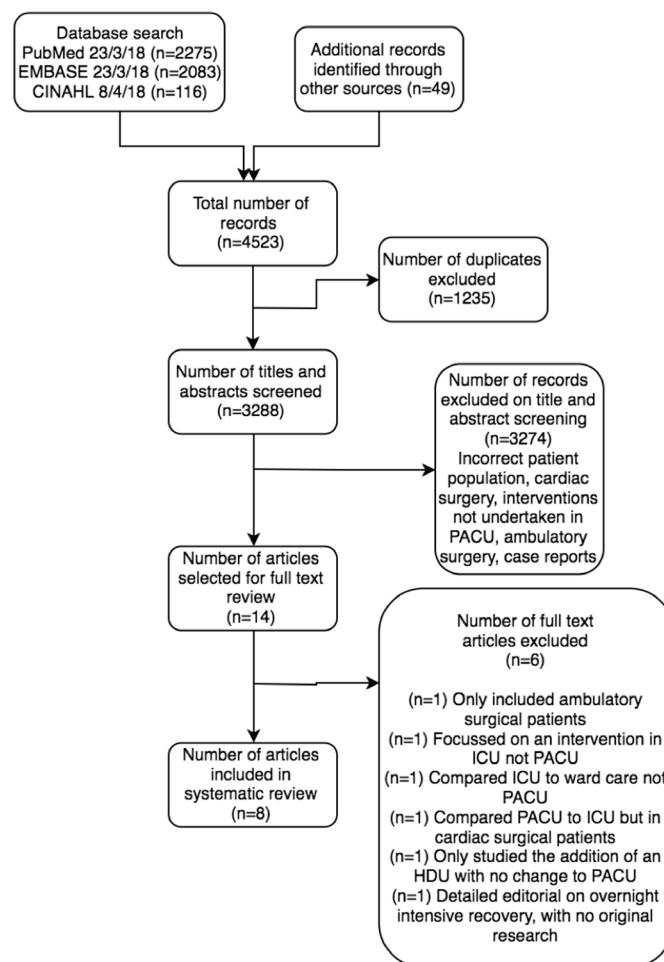 Database search
PubMed 23/3/18 (n=2275)
EMBASE 23/3/18 (n=2083)
CINAHL 8/4/18 (n=116)
Additional records
identified through
other sources (n=49)
Total number of
records
(n=4523)
Number of duplicates
excluded
(n=1235)
Number of titles and
abstracts screened
(n=3288)
Number of records
excluded on title and
abstract screening
(n=3274)
Incorrect patient
population, cardiac
surgery, interventions
not undertaken in
PACU, ambulatory
surgery, case reports
Number of articles
selected for full text
review
(n=14)
Number of full text
articles excluded
(n=6)
(n=1) Only included ambulatory
surgical patients
(n=1) Focussed on an intervention in
ICU not PACU
(n=1) Compared ICU to ward care not
PACU
(n=1) Compared PACU to ICU but in
cardiac surgical patients
(n=1) Only studied the addition of an
HDU with no change to PACU
(n=1) Detailed editorial on overnight
intensive recovery, with no original
research
Number of articles
included in
systematic review
(n=8)